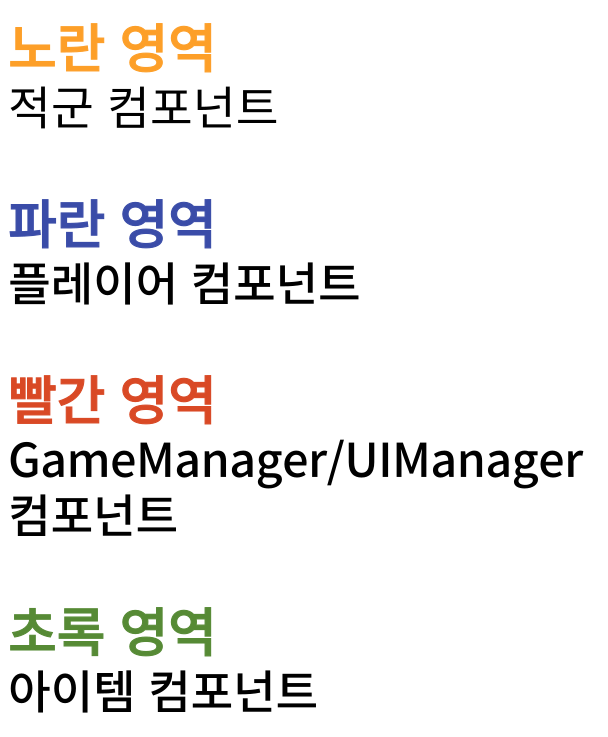 노란 영역
적군 컴포넌트
파란 영역
플레이어 컴포넌트
빨간 영역
GameManager/UIManager
컴포넌트
초록 영역
아이템 컴포넌트